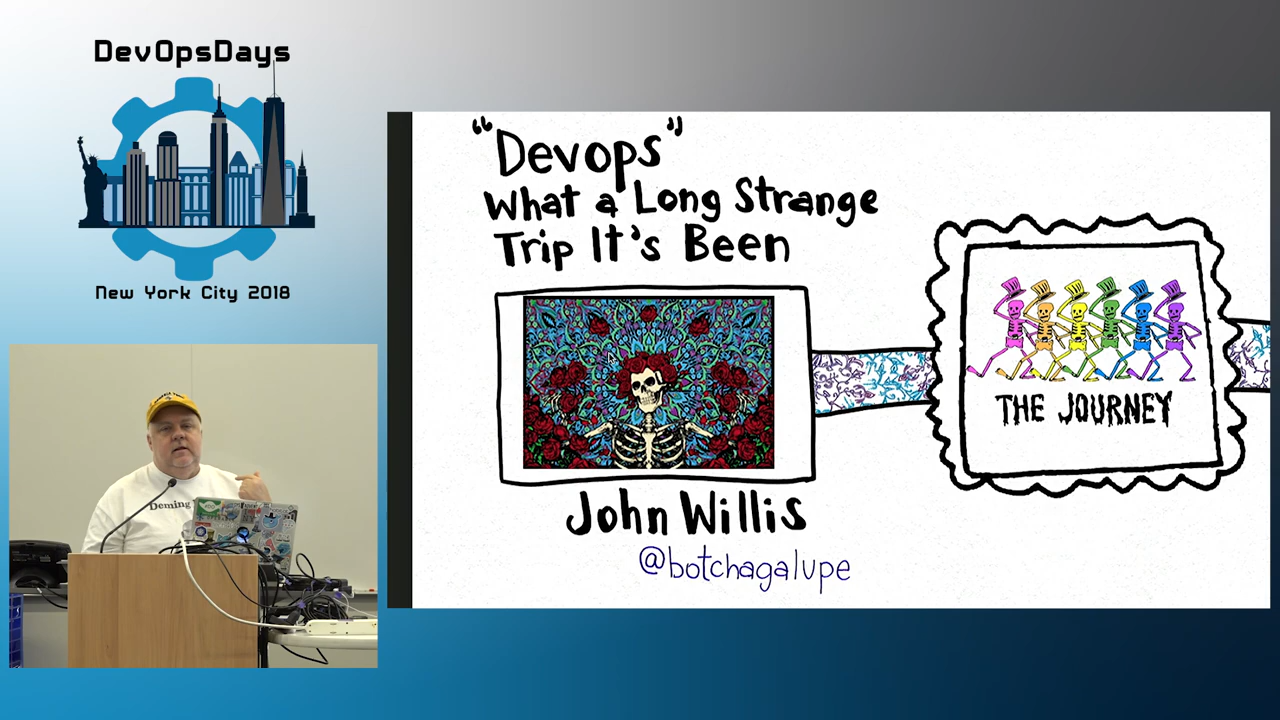 DevOpsDays
New York City 2018
"Devops"
What a Long Strange
Trip It's Been
John Willis
@botchagalupe
THE JOURNEY
Deming